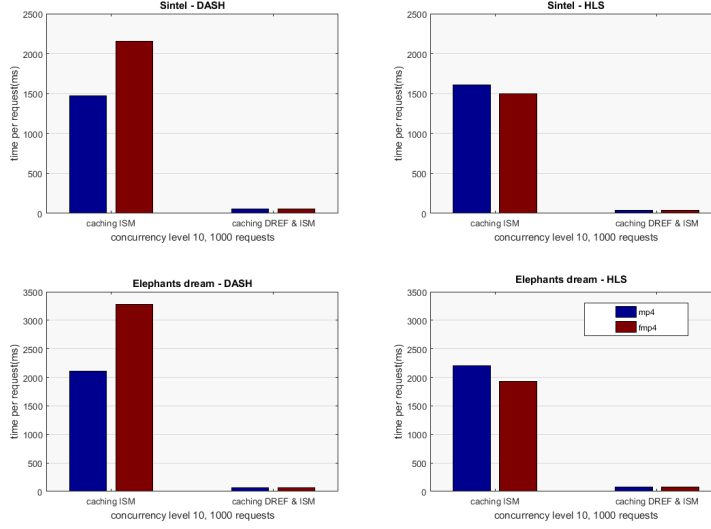 Sintel - DASH
2500
2000
1500
1000
500
0
time per request(ms)
caching ISM
caching DREF & ISM
concurrency level 10, 1000 requests
Sintel - HLS
2500
2000
1500
1000
500
0
time per request(ms)
caching ISM
caching DREF & ISM
concurrency level 10, 1000 requests
Elephants dream - DASH
3500
3000
2500
2000
1500
1000
500
0
time per request(ms)
caching ISM
caching DREF & ISM
concurrency level 10, 1000 requests
Elephants dream - HLS
3500
3000
2500
2000
1500
1000
500
0
time per request(ms)
mp4
fmp4
caching ISM
caching DREF & ISM
concurrency level 10, 1000 requests